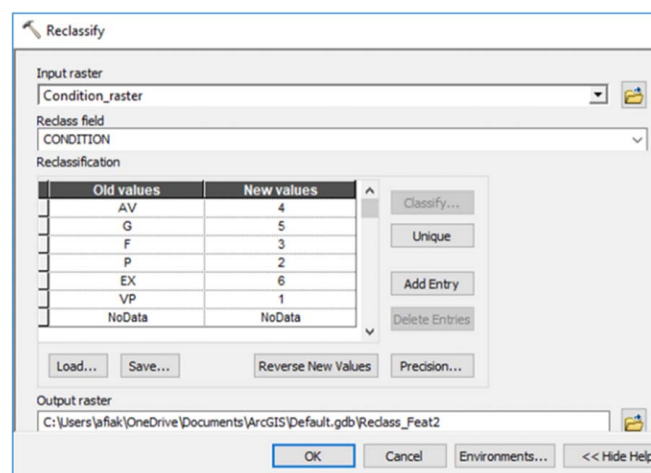 Reclassify
Input raster
Condition_raster
Reclass field
CONDITION
Reclassification
Old values New values
AV 4
G 5
F 3
P 2
EX 6
VP 1
NoData NoData
Classify...
Unique
Add Entry
Delete Entries
Load... Save... Reverse New Values Precision...
Output raster
C:\Users\afiak\OneDrive\Documents\ArcGIS\Default.gdb\Reclass_Feat2
OK Cancel Environments... << Hide Help